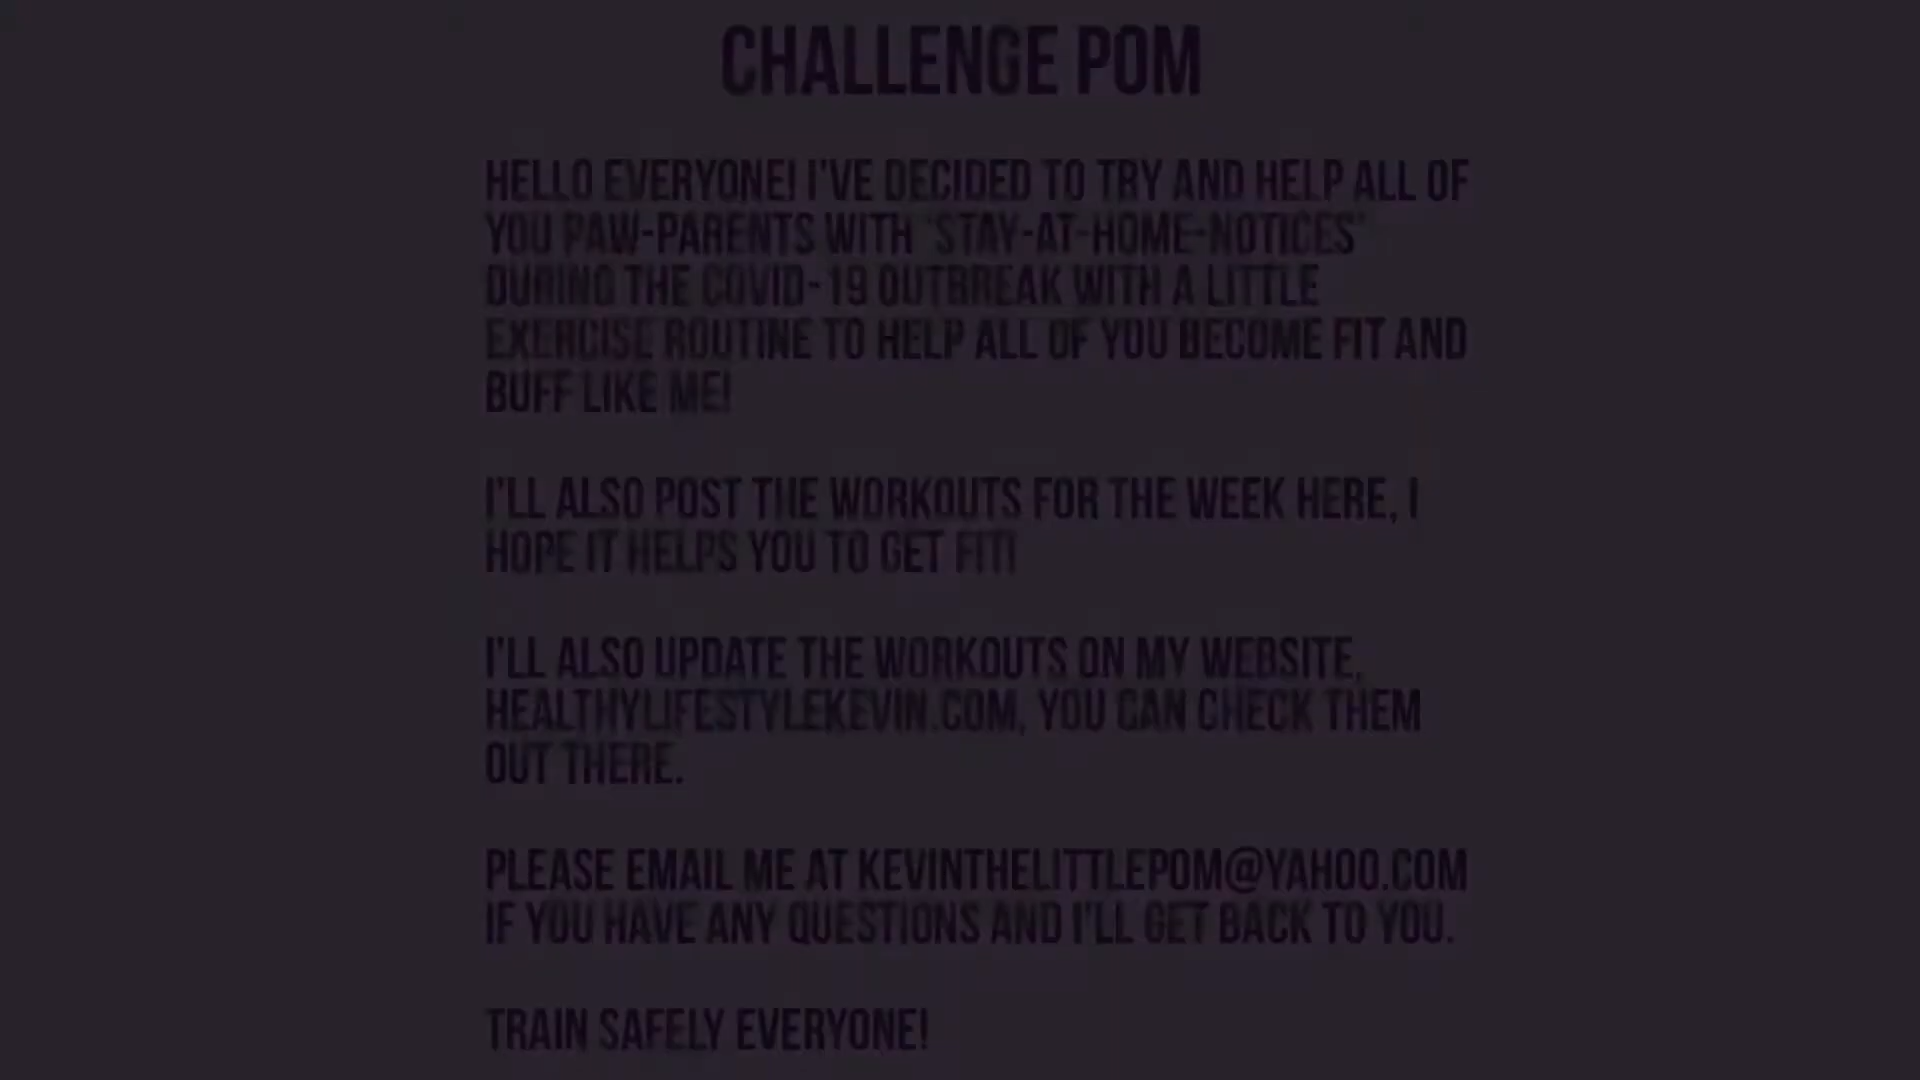 CHALLENGE POM
HELLO EVERYONE! I'VE DECIDED TO TRY AND HELP ALL OF
YOU PAW-PARENTS WITH "STAY-AT-HOME-NOTICES"
DURING THE COVID-19 OUTBREAK WITH A LITTLE
EXERCISE ROUTINE TO HELP ALL OF YOU BECOME FIT AND
BUFF LIKE ME!
I'LL ALSO POST THE WORKOUTS FOR THE WEEK HERE, I
HOPE IT HELPS YOU TO GET FIT!
I'LL ALSO UPDATE THE WORKOUTS ON MY WEBSITE,
HEALTHYLIFESTYLEKEVIN.COM, YOU CAN CHECK THEM
OUT THERE.
PLEASE EMAIL ME AT KEVINTHELITTLEPOM@YAHOO.COM
IF YOU HAVE ANY QUESTIONS AND I'LL GET BACK TO YOU.
TRAIN SAFELY EVERYONE!